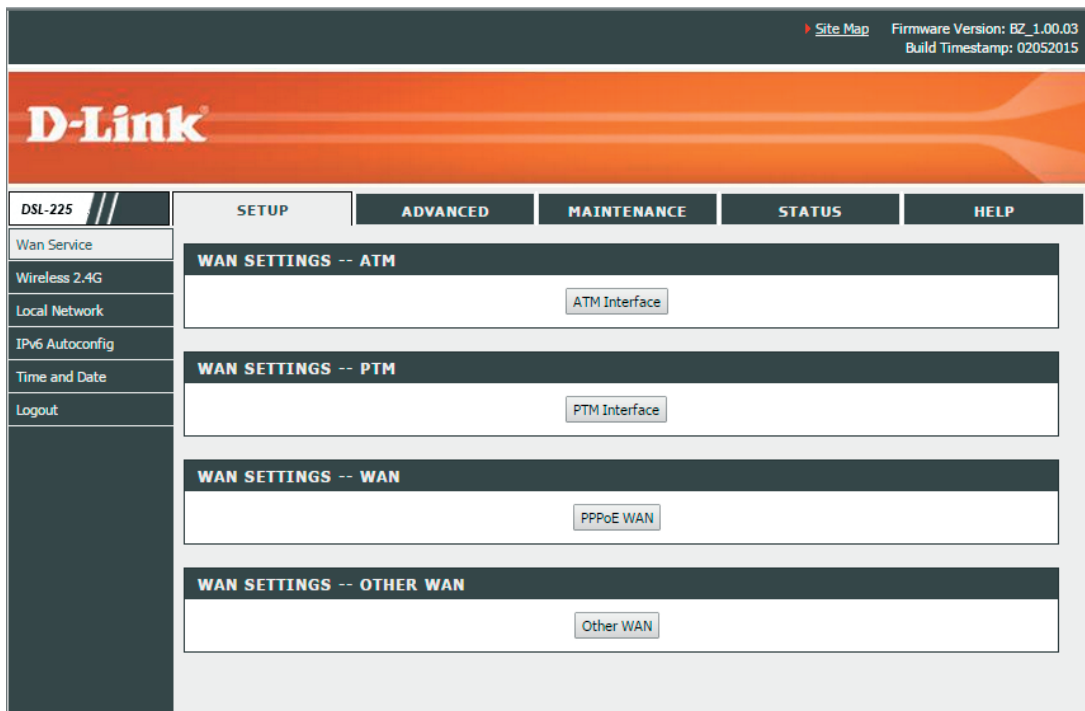 Site Map Firmware Version: BZ_1.00.03
Build Timestamp: 02052015
D-Link
DSL-225
SETUP ADVANCED MAINTENANCE STATUS HELP
Wan Service
Wireless 2.4G
Local Network
IPv6 Autoconfig
Time and Date
Logout
WAN SETTINGS -- ATM
ATM Interface
WAN SETTINGS -- PTM
PTM Interface
WAN SETTINGS -- WAN
PPPoE WAN
WAN SETTINGS -- OTHER WAN
Other WAN